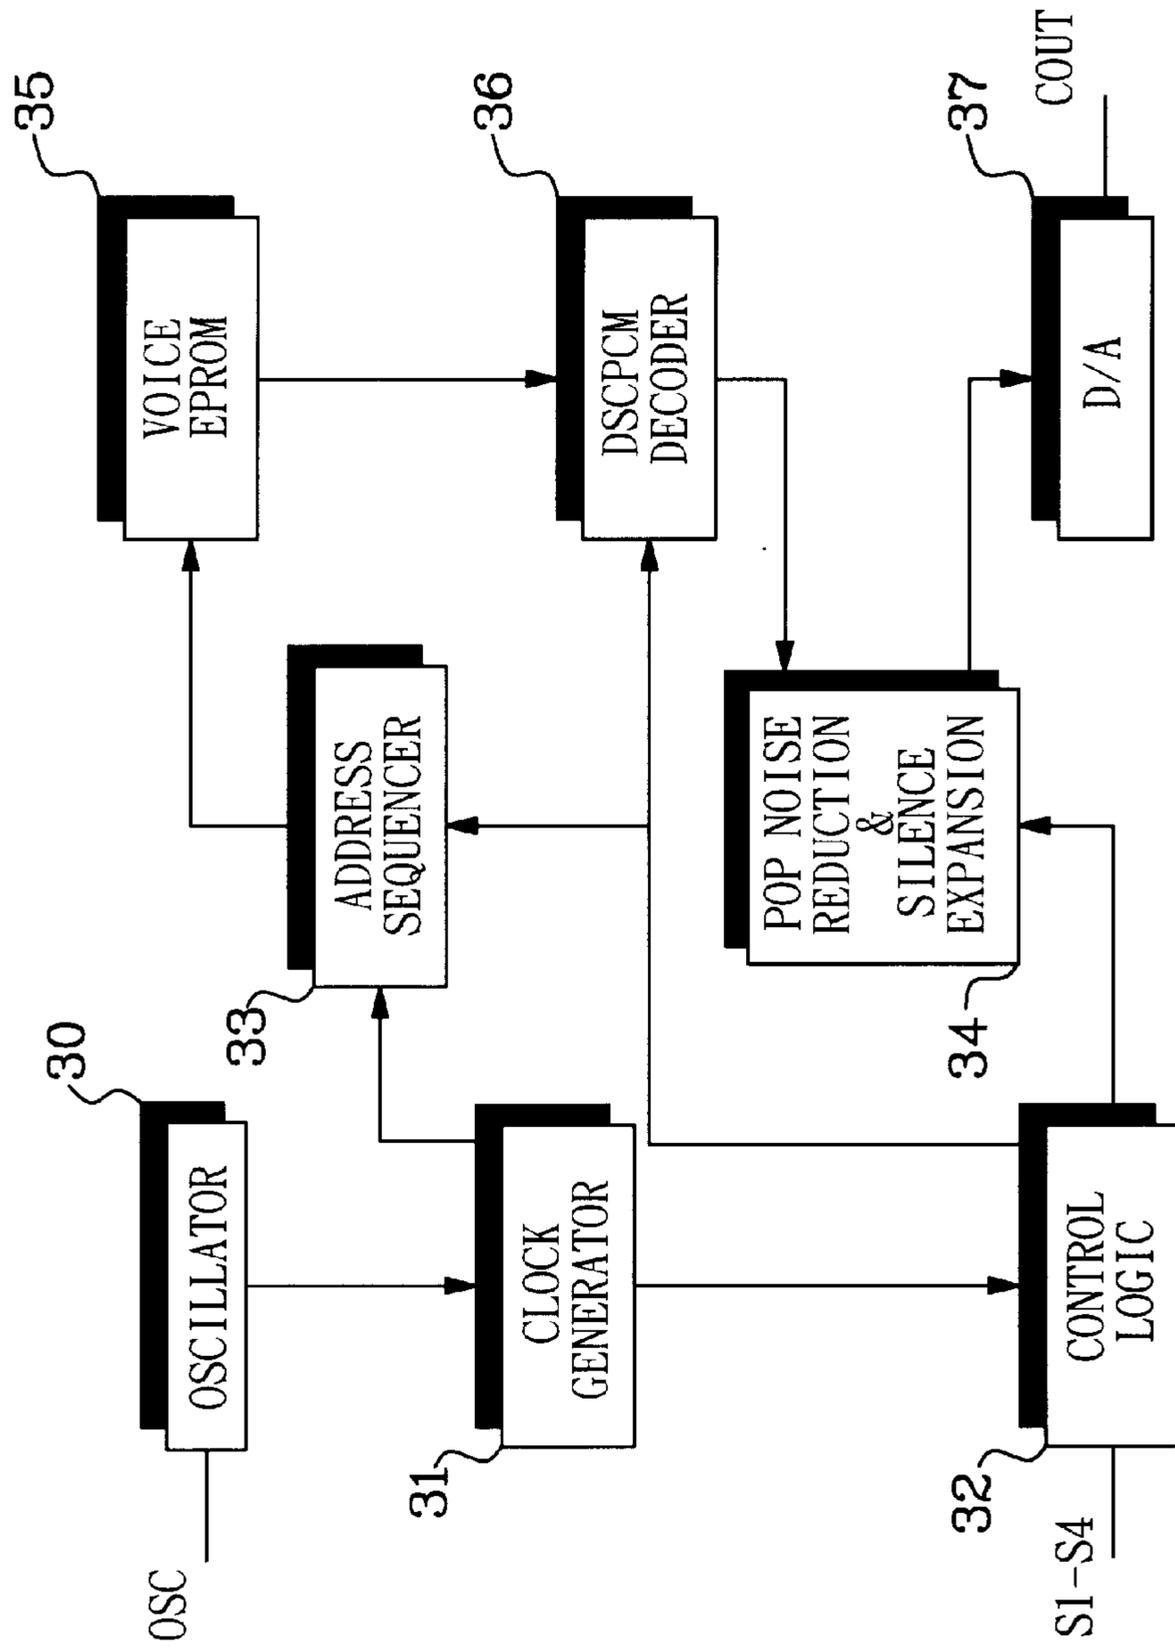 OSC
OSCILLATOR
30
CLOCK
GENERATOR
31
S1-S4
CONTROL
LOGIC
32
ADDRESS
SEQUENCER
33
POP NOISE
REDUCTION
&
SILENCE
EXPANSION
34
VOICE
EPROM
35
DSCPCM
DECODER
36
D/A
37
COUT